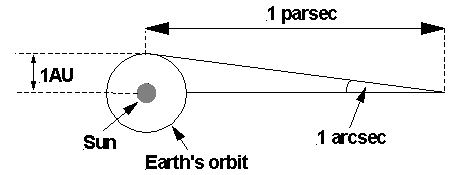 1 parsec
1AU
1 arcsec
Sun
Earth's orbit